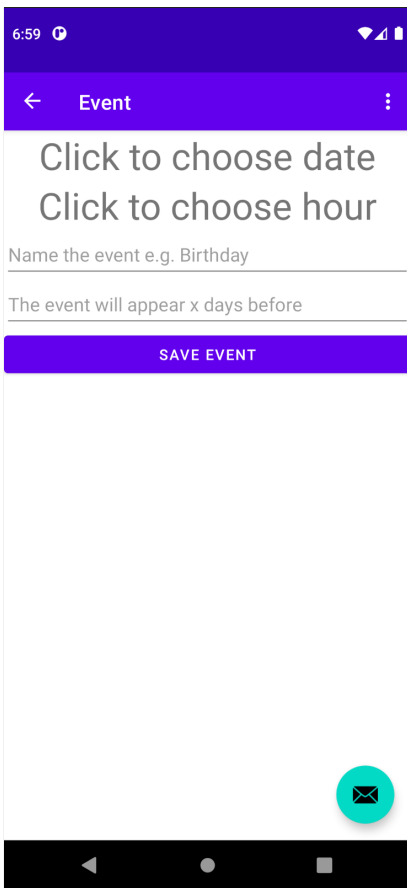 6:59
Event
Click to choose date
Click to choose hour
Name the event e.g. Birthday
The event will appear x days before
SAVE EVENT